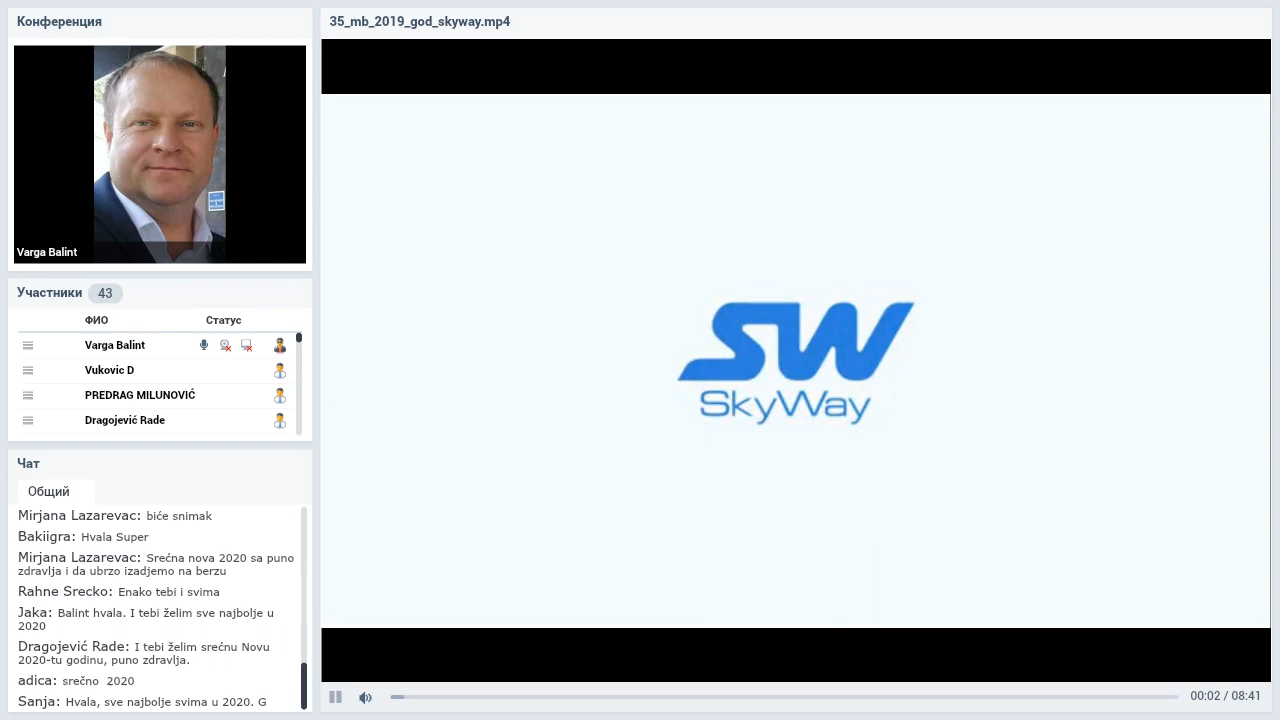 Конференция
Varga Balint
Участники 43
ФИО Статус
Varga Balint
Vukovic D
PREDRAG MILUNOVIĆ
Dragojević Rade
Чат
Общий
Mirjana Lazarevac: biće snimak
Bakiigra: Hvala Super
Mirjana Lazarevac: Srećna nova 2020 sa puno
zdravlja i da ubrzo izadjemo na berzu
Rahne Srecko: Enako tebi i svima
Jaka: Balint hvala. I tebi želim sve najbolje u
2020
Dragojević Rade: I tebi želim srećnu Novu
2020-tu godinu, puno zdravlja.
adica: srečno 2020
Sanja: Hvala, sve najbolje svima u 2020. G
35_mb_2019_god_skyway.mp4
SW
SkyWay
00:02 / 08:41